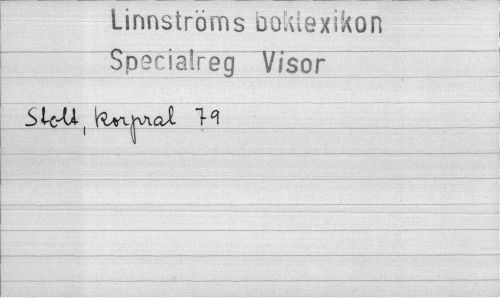 Linnströms boklexikon
Specialreg Visor
Stolt, korpral 79